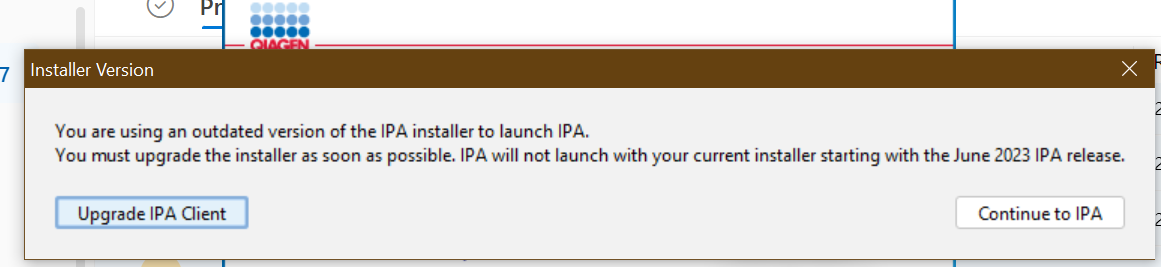 Pr
QIAGEN
7
Installer Version
R
You are using an outdated version of the IPA installer to launch IPA.
You must upgrade the installer as soon as possible. IPA will not launch with your current installer starting with the June 2023 IPA release.
Upgrade IPA Client
Continue to IPA